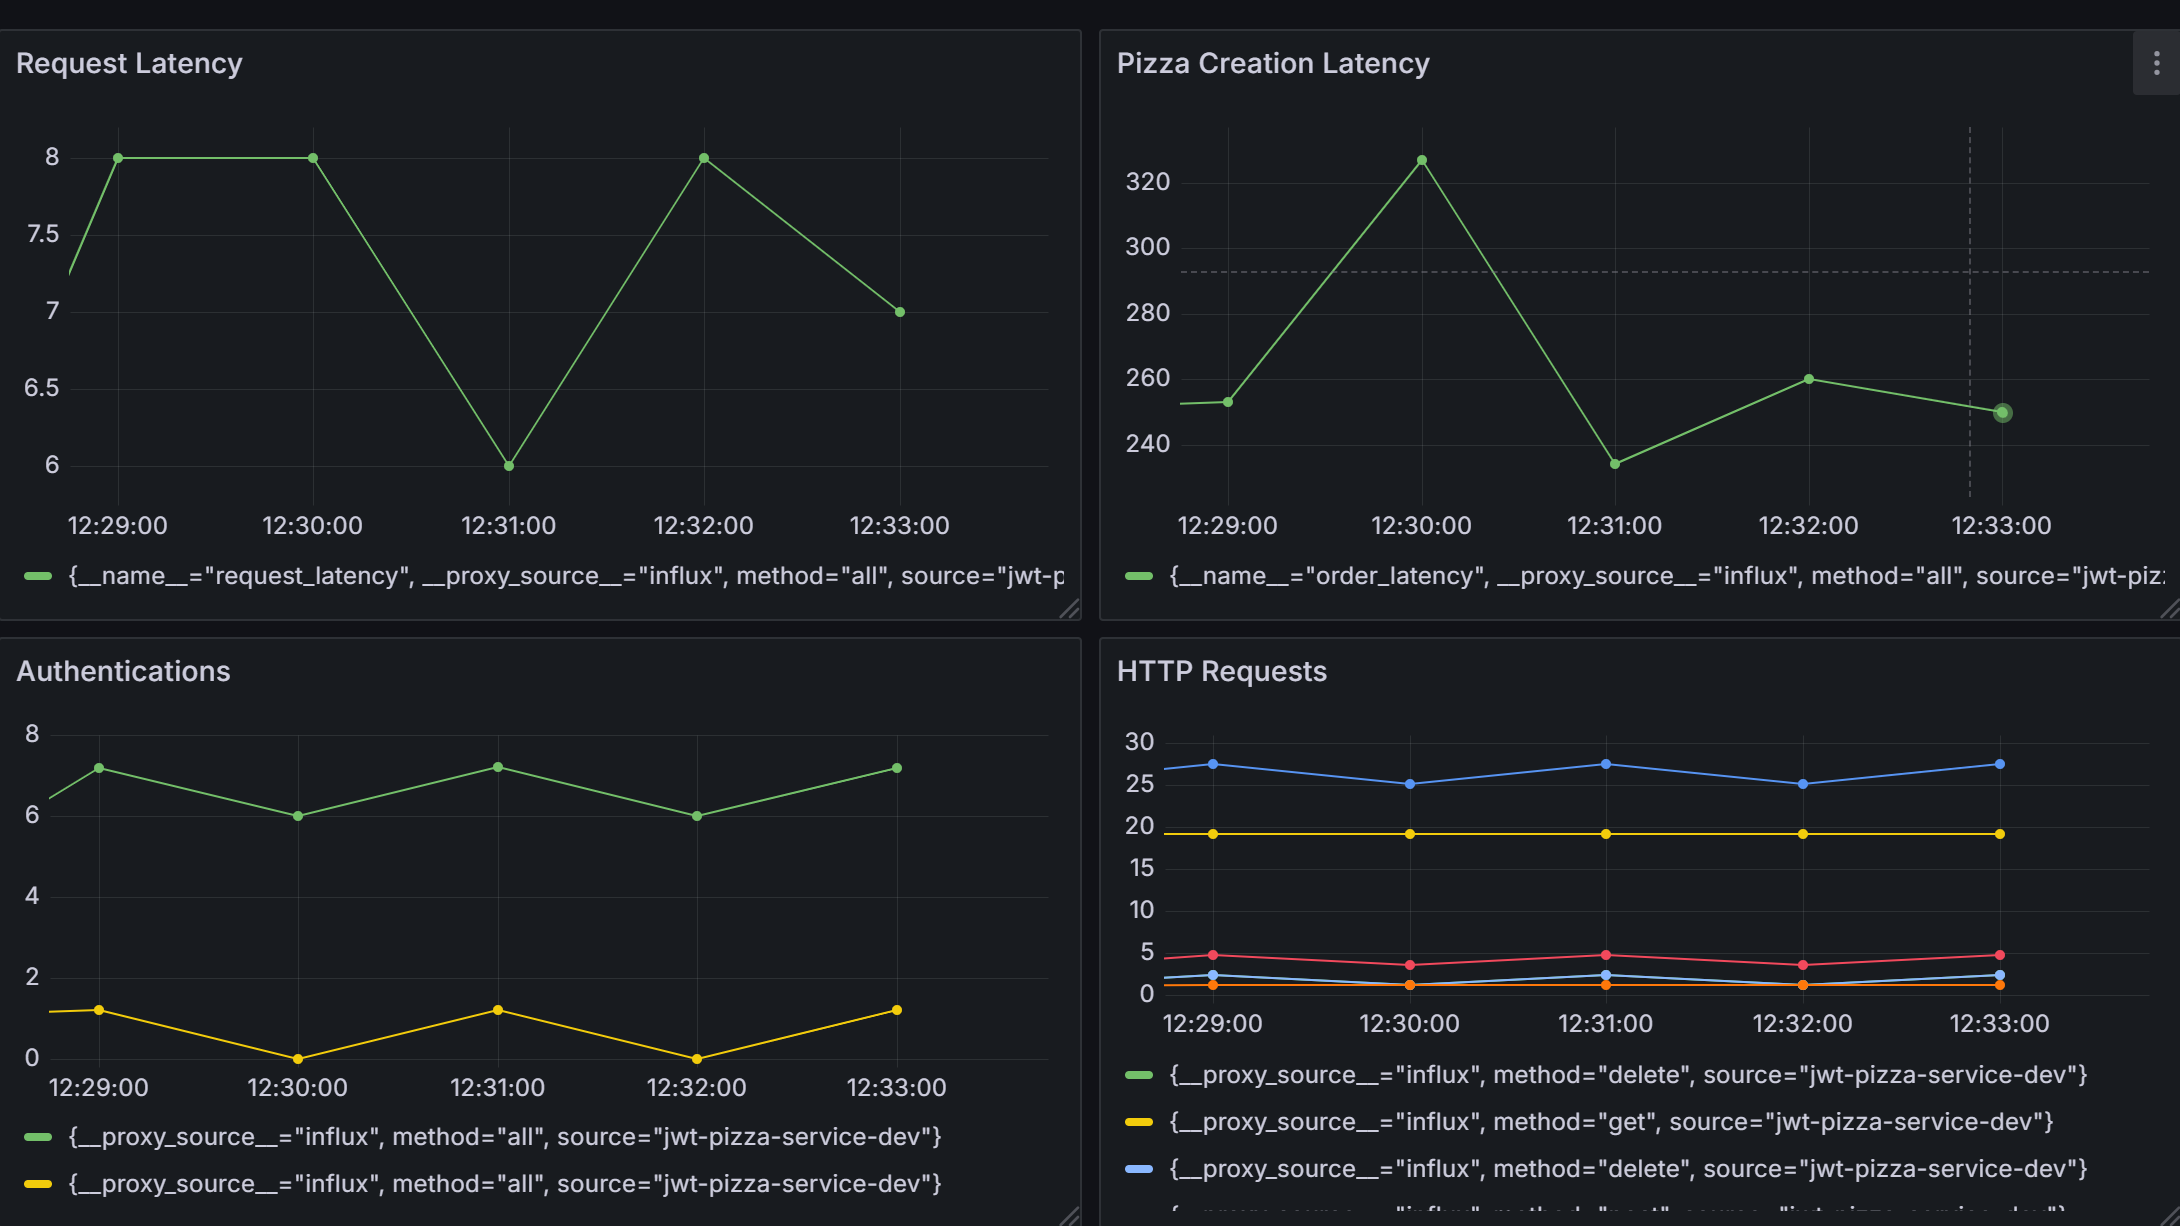 Request Latency
8
7.5
7
6.5
6
12:29:00 12:30:00 12:31:00 12:32:00 12:33:00
{__name__="request_latency", __proxy_source__="influx", method="all", source="jwt-p
Pizza Creation Latency
320
300
280
260
240
12:29:00 12:30:00 12:31:00 12:32:00 12:33:00
{__name__="order_latency", __proxy_source__="influx", method="all", source="jwt-piz
Authentications
8
6
4
2
0
12:29:00 12:30:00 12:31:00 12:32:00 12:33:00
{__proxy_source__="influx", method="all", source="jwt-pizza-service-dev"}
{__proxy_source__="influx", method="all", source="jwt-pizza-service-dev"}
HTTP Requests
30
25
20
15
10
5
0
12:29:00 12:30:00 12:31:00 12:32:00 12:33:00
{__proxy_source__="influx", method="delete", source="jwt-pizza-service-dev"}
{__proxy_source__="influx", method="get", source="jwt-pizza-service-dev"}
{__proxy_source__="influx", method="delete", source="jwt-pizza-service-dev"}